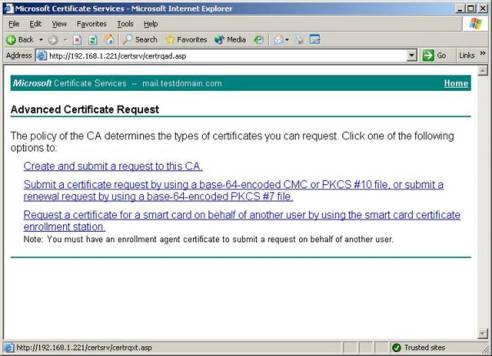 Microsoft Certificate Services - Microsoft Internet Explorer
File Edit View Favorites Tools Help
Back Search Favorites Media
Address http://192.168.1.221/certsrv/certrqad.asp Go Links »
Microsoft Certificate Services -- mail.testdomain.com Home
Advanced Certificate Request
The policy of the CA determines the types of certificates you can request. Click one of the following
options to:
Create and submit a request to this CA.
Submit a certificate request by using a base-64-encoded CMC or PKCS #10 file, or submit a
renewal request by using a base-64-encoded PKCS #7 file.
Request a certificate for a smart card on behalf of another user by using the smart card certificate
enrollment station.
Note: You must have an enrollment agent certificate to submit a request on behalf of another user.
http://192.168.1.221/certsrv/certrqxt.asp Trusted sites